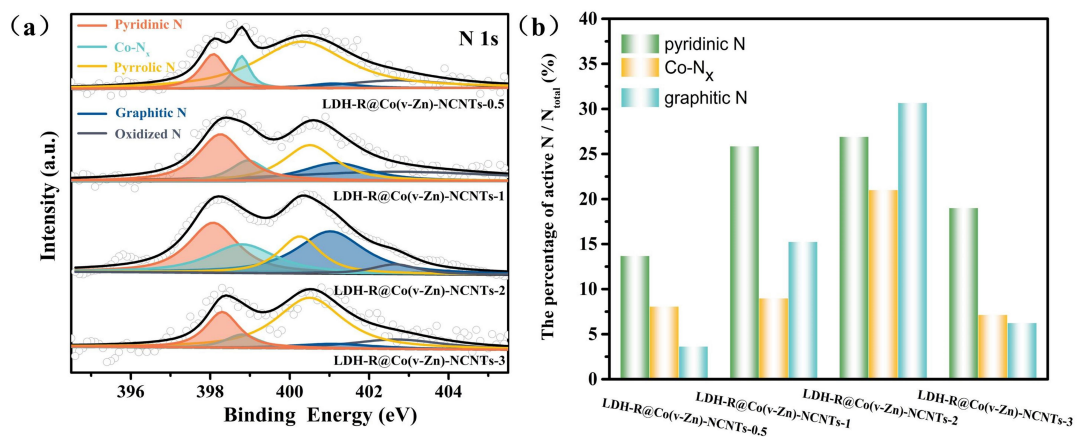 (a)
N 1s
Pyridinic N
Co-Nx
Pyrrolic N
LDH-R@Co(v-Zn)-NCNTs-0.5
Graphitic N
Oxidized N
LDH-R@Co(v-Zn)-NCNTs-1
LDH-R@Co(v-Zn)-NCNTs-2
LDH-R@Co(v-Zn)-NCNTs-3
Intensity (a.u.)
396 398 400 402 404
Binding Energy (eV)
(b)
pyridinic N
Co-Nx
graphitic N
The percentage of active N / Ntotal (%)
40
35
30
25
20
15
10
5
0
LDH-R@Co(v-Zn)-NCNTs-0.5
LDH-R@Co(v-Zn)-NCNTs-1
LDH-R@Co(v-Zn)-NCNTs-2
LDH-R@Co(v-Zn)-NCNTs-3